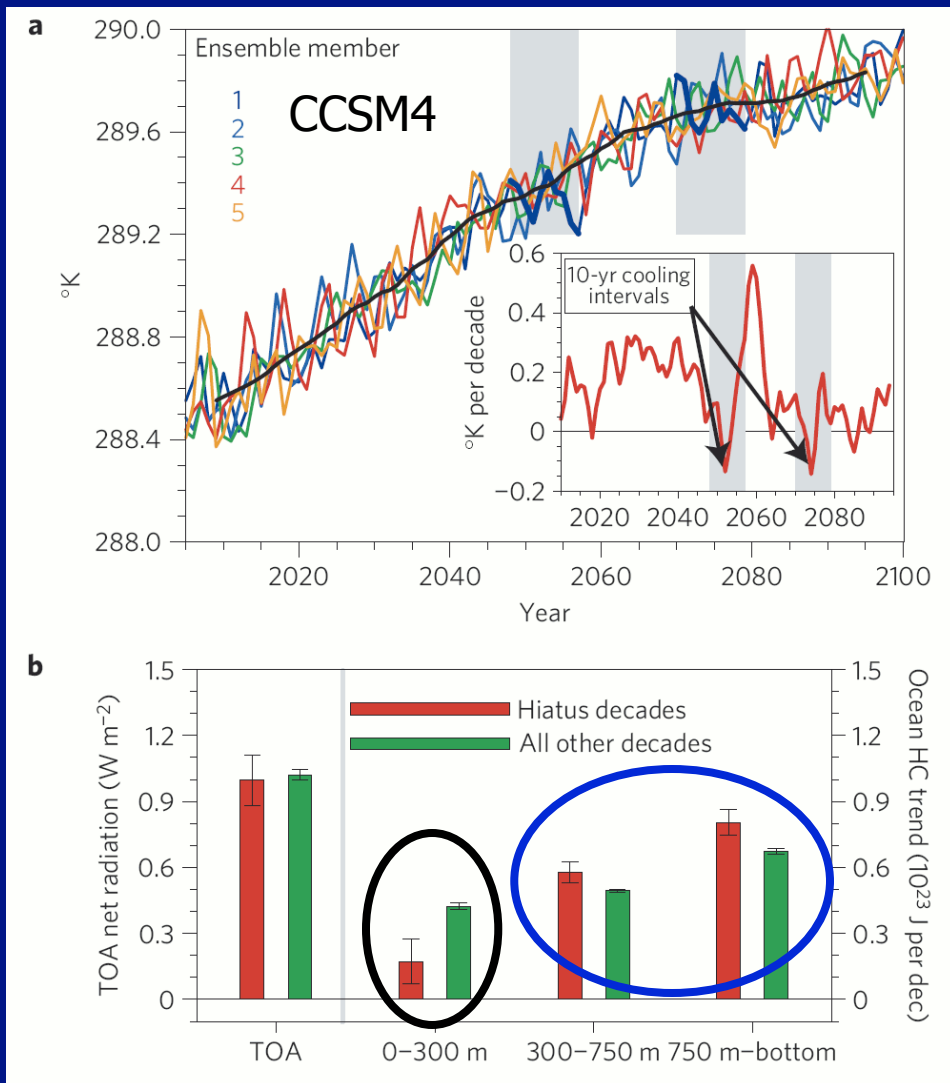 a
Ensemble member
CCSM4
1
2
3
4
5
°K
290.0
289.6
289.2
288.8
288.4
288.0
2020
2040
2060
2080
2100
Year
10-yr cooling
intervals
°K per decade
0.6
0.4
0.2
0
−0.2
2020
2040
2060
2080
b
TOA net radiation (W m−2)
1.5
1.2
0.9
0.6
0.3
0
Hiatus decades
All other decades
1.5
1.2
0.9
0.6
0.3
0
Ocean HC trend (10²³ J per dec)
TOA
0–300 m
300–750 m
750 m–bottom